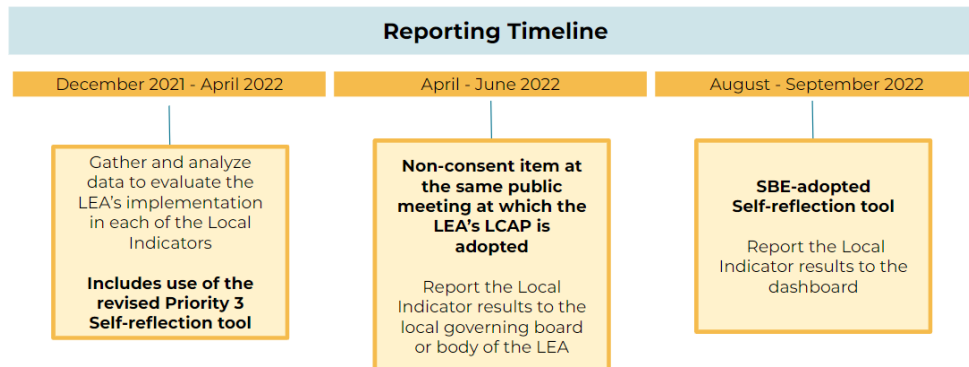 Reporting Timeline
December 2021 - April 2022
Gather and analyze
data to evaluate the
LEA's implementation
in each of the Local
Indicators
Includes use of the
revised Priority 3
Self-reflection tool
April - June 2022
Non-consent item at
the same public
meeting at which the
LEA's LCAP is
adopted
Report the Local
Indicator results to the
local governing board
or body of the LEA
August - September 2022
SBE-adopted
Self-reflection tool
Report the Local
Indicator results to the
dashboard